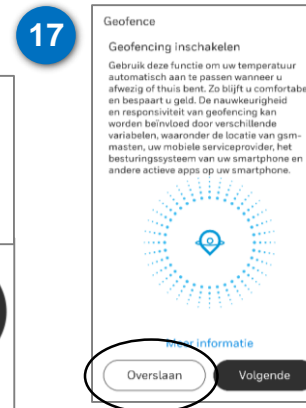 17
Geofence
Geofencing inschakelen
Gebruik deze functie om uw temperatuur
automatisch aan te passen wanneer u
afwezig of thuis bent. Zo blijft u comfortabe
en bespaart u geld. De nauwkeurigheid
en responsiviteit van geofencing kan
worden beïnvloed door verschillende
variabelen, waaronder de locatie van gsm-
masten, uw mobiele serviceprovider, het
besturingssysteem van uw smartphone en
andere actieve apps op uw smartphone.
Meer informatie
Overslaan
Volgende